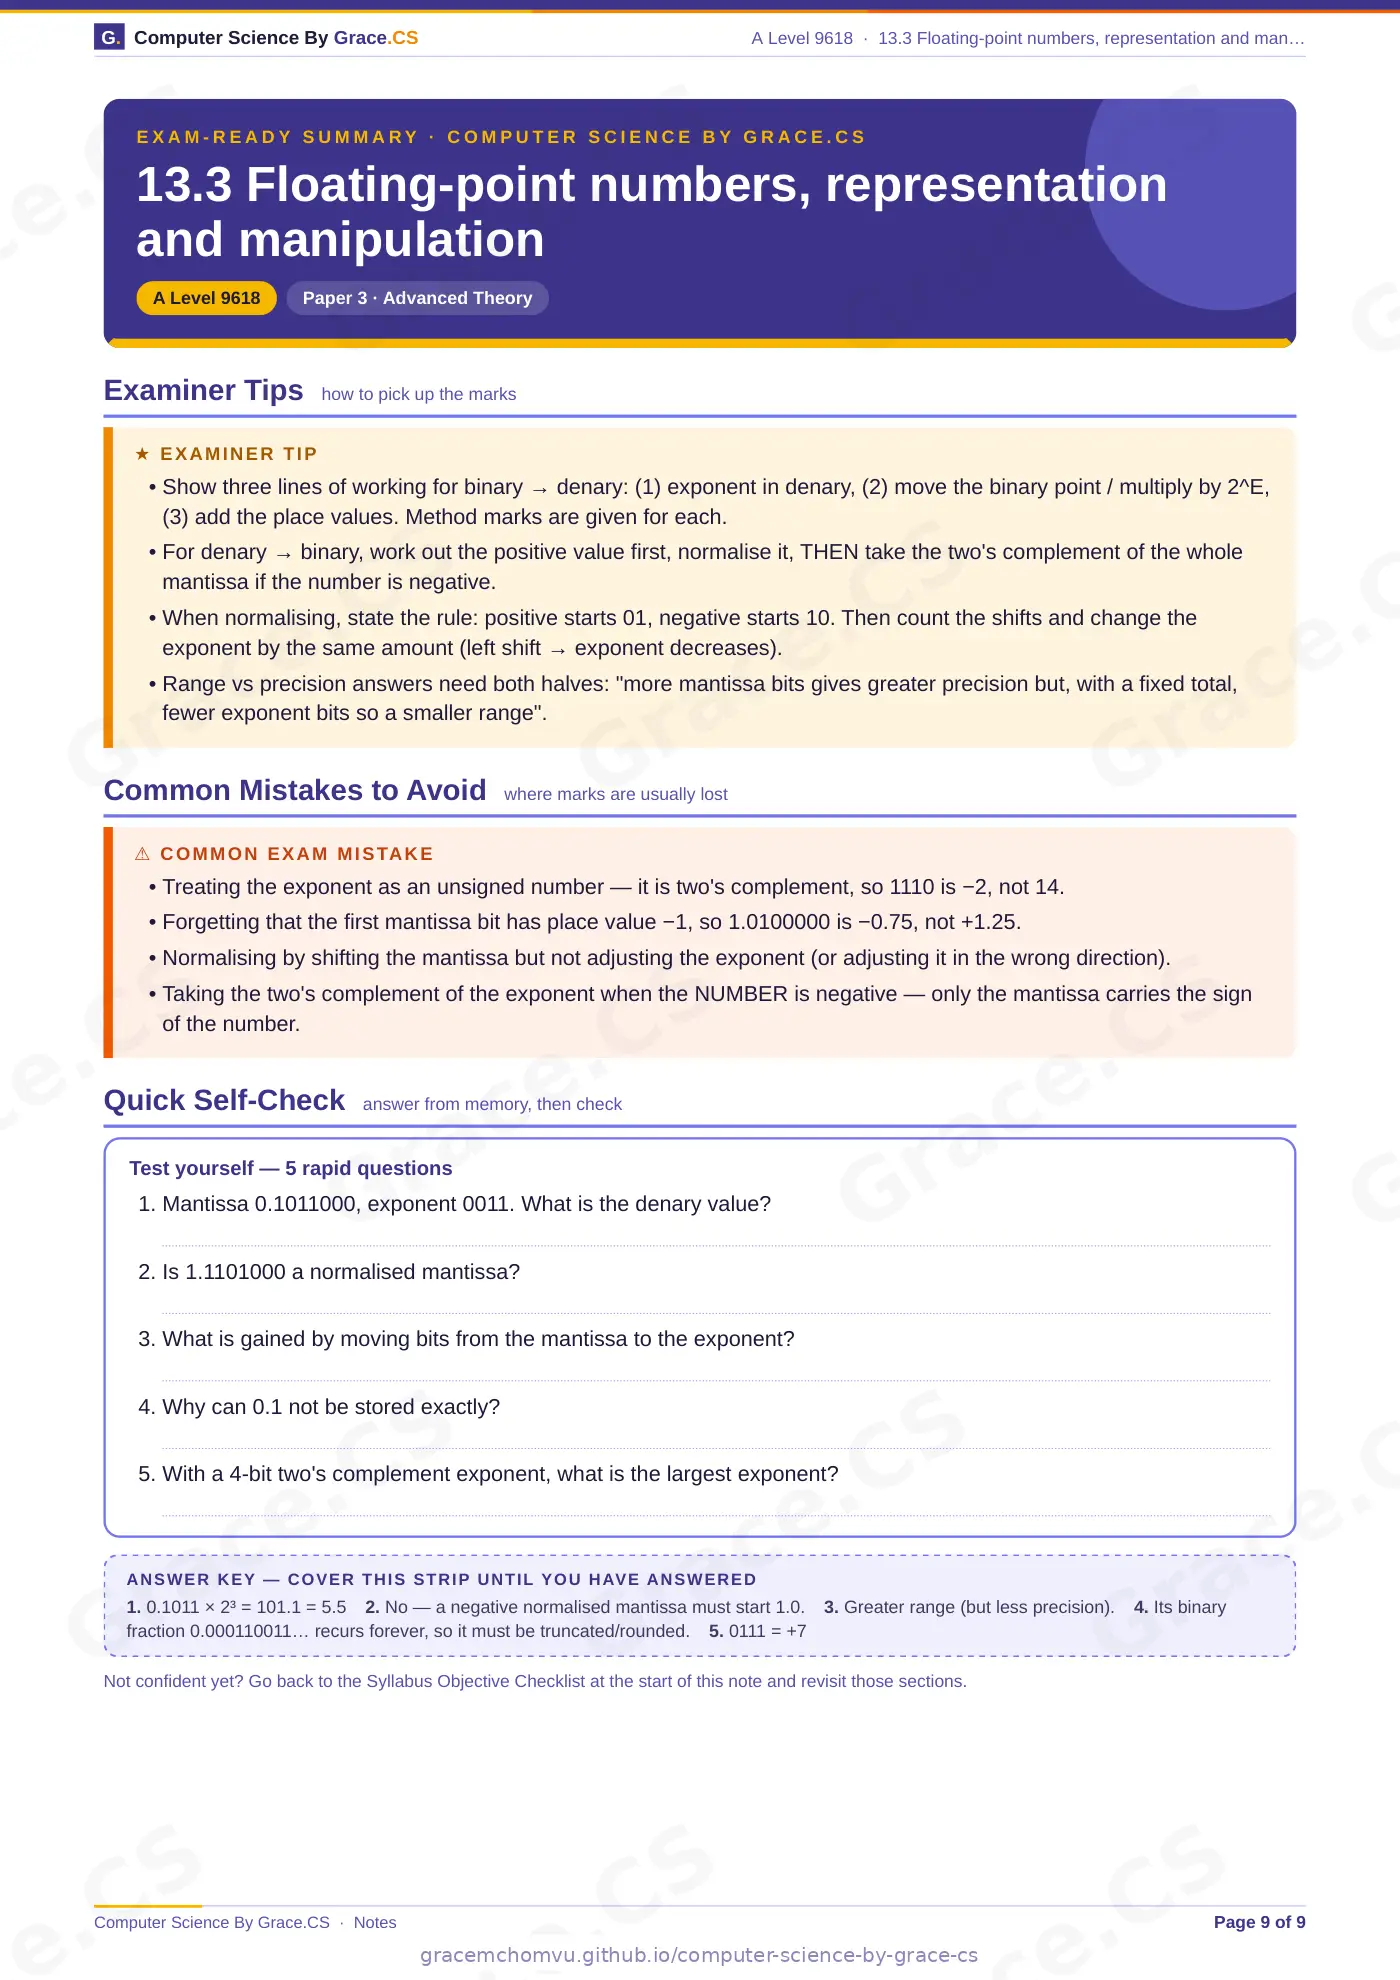 G. Computer Science By Grace.CS
A Level 9618 · 13.3 Floating-point numbers, representation and man…
EXAM-READY SUMMARY · COMPUTER SCIENCE BY GRACE.CS
13.3 Floating-point numbers, representation
and manipulation
A Level 9618
Paper 3 · Advanced Theory
Examiner Tips how to pick up the marks
★ EXAMINER TIP
• Show three lines of working for binary → denary: (1) exponent in denary, (2) move the binary point / multiply by 2^E,
(3) add the place values. Method marks are given for each.
• For denary → binary, work out the positive value first, normalise it, THEN take the two's complement of the whole
mantissa if the number is negative.
• When normalising, state the rule: positive starts 01, negative starts 10. Then count the shifts and change the
exponent by the same amount (left shift → exponent decreases).
• Range vs precision answers need both halves: "more mantissa bits gives greater precision but, with a fixed total,
fewer exponent bits so a smaller range".
Common Mistakes to Avoid where marks are usually lost
⚠ COMMON EXAM MISTAKE
• Treating the exponent as an unsigned number — it is two's complement, so 1110 is −2, not 14.
• Forgetting that the first mantissa bit has place value −1, so 1.0100000 is −0.75, not +1.25.
• Normalising by shifting the mantissa but not adjusting the exponent (or adjusting it in the wrong direction).
• Taking the two's complement of the exponent when the NUMBER is negative — only the mantissa carries the sign
of the number.
Quick Self-Check answer from memory, then check
Test yourself — 5 rapid questions
1. Mantissa 0.1011000, exponent 0011. What is the denary value?
2. Is 1.1101000 a normalised mantissa?
3. What is gained by moving bits from the mantissa to the exponent?
4. Why can 0.1 not be stored exactly?
5. With a 4-bit two's complement exponent, what is the largest exponent?
ANSWER KEY — COVER THIS STRIP UNTIL YOU HAVE ANSWERED
1. 0.1011 × 2³ = 101.1 = 5.5 2. No — a negative normalised mantissa must start 1.0. 3. Greater range (but less precision). 4. Its binary
fraction 0.000110011… recurs forever, so it must be truncated/rounded. 5. 0111 = +7
Not confident yet? Go back to the Syllabus Objective Checklist at the start of this note and revisit those sections.
Computer Science By Grace.CS · Notes
Page 9 of 9
gracemchomvu.github.io/computer-science-by-grace-cs